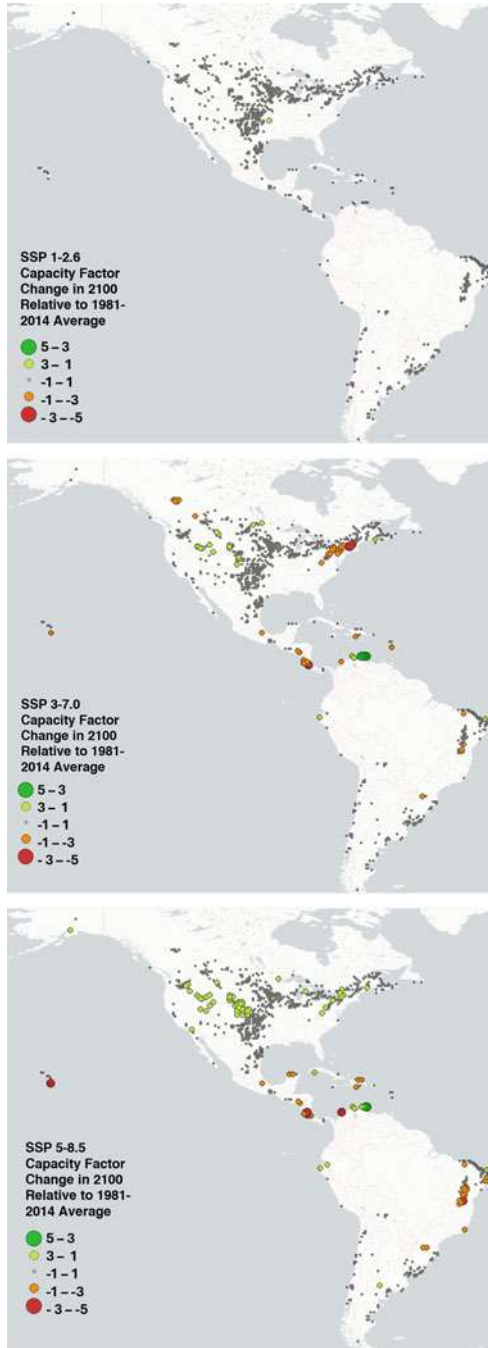 SSP 1-2.6
Capacity Factor
Change in 2100
Relative to 1981-
2014 Average
5 – 3
3 – 1
-1 – 1
-1 – -3
- 3 – -5
SSP 3-7.0
Capacity Factor
Change in 2100
Relative to 1981-
2014 Average
5 – 3
3 – 1
-1 – 1
-1 – -3
- 3 – -5
SSP 5-8.5
Capacity Factor
Change in 2100
Relative to 1981-
2014 Average
5 – 3
3 – 1
-1 – 1
-1 – -3
- 3 – -5